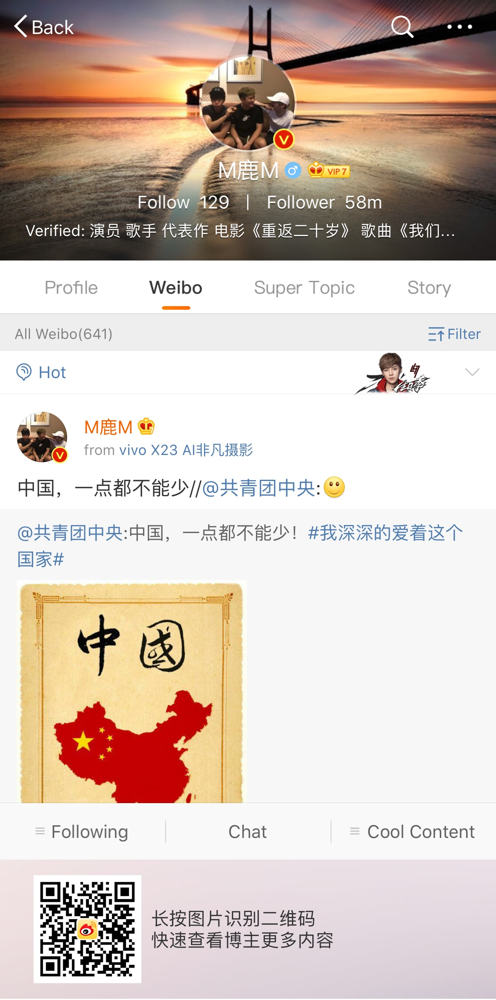 Back
M鹿M VIP 7
Follow 129 | Follower 58m
Verified: 演员 歌手 代表作 电影《重返二十岁》 歌曲《我们...
Profile Weibo Super Topic Story
All Weibo(641) Filter
Hot
M鹿M
from vivo X23 AI非凡摄影
中国，一点都不能少//@共青团中央:
@共青团中央:中国，一点都不能少！#我深深的爱着这个
国家#
中國
Following Chat Cool Content
长按图片识别二维码
快速查看博主更多内容